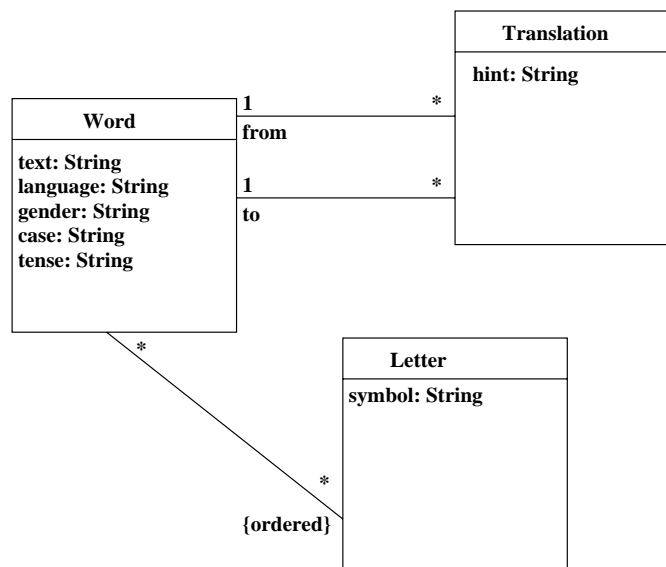 Translation
hint: String
Word
text: String
language: String
gender: String
case: String
tense: String
1
*
from
1
*
to
*
Letter
symbol: String
*
{ordered}